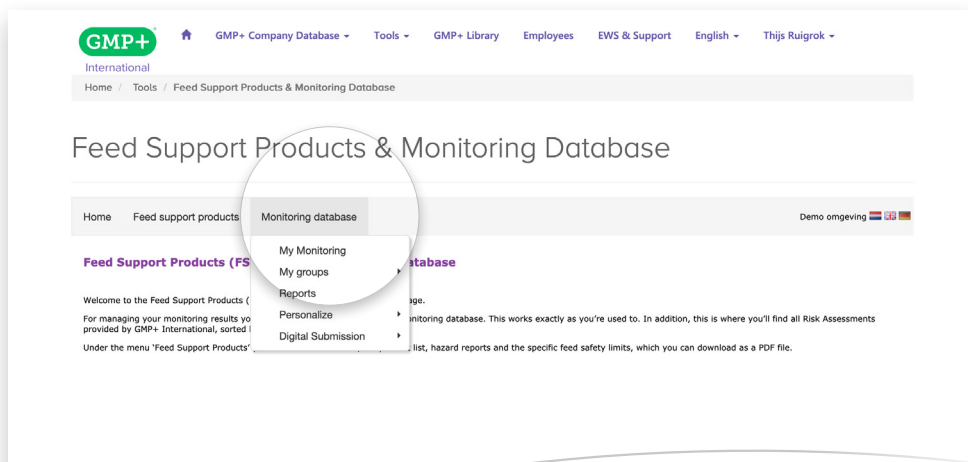 GMP+
International
GMP+ Company Database
Tools
GMP+ Library
Employees
EWS & Support
English
Thijs Ruigrok
Home / Tools / Feed Support Products & Monitoring Database
Feed Support Products & Monitoring Database
Home
Feed support products
Monitoring database
Demo omgeving
My Monitoring
My groups
Reports
Personalize
Digital Submission
Feed Support Products (FS atabase
Welcome to the Feed Support Products ( age.
For managing your monitoring results yo onitoring database. This works exactly as you're used to. In addition, this is where you'll find all Risk Assessments
provided by GMP+ International, sorted
Under the menu 'Feed Support Products' list, hazard reports and the specific feed safety limits, which you can download as a PDF file.